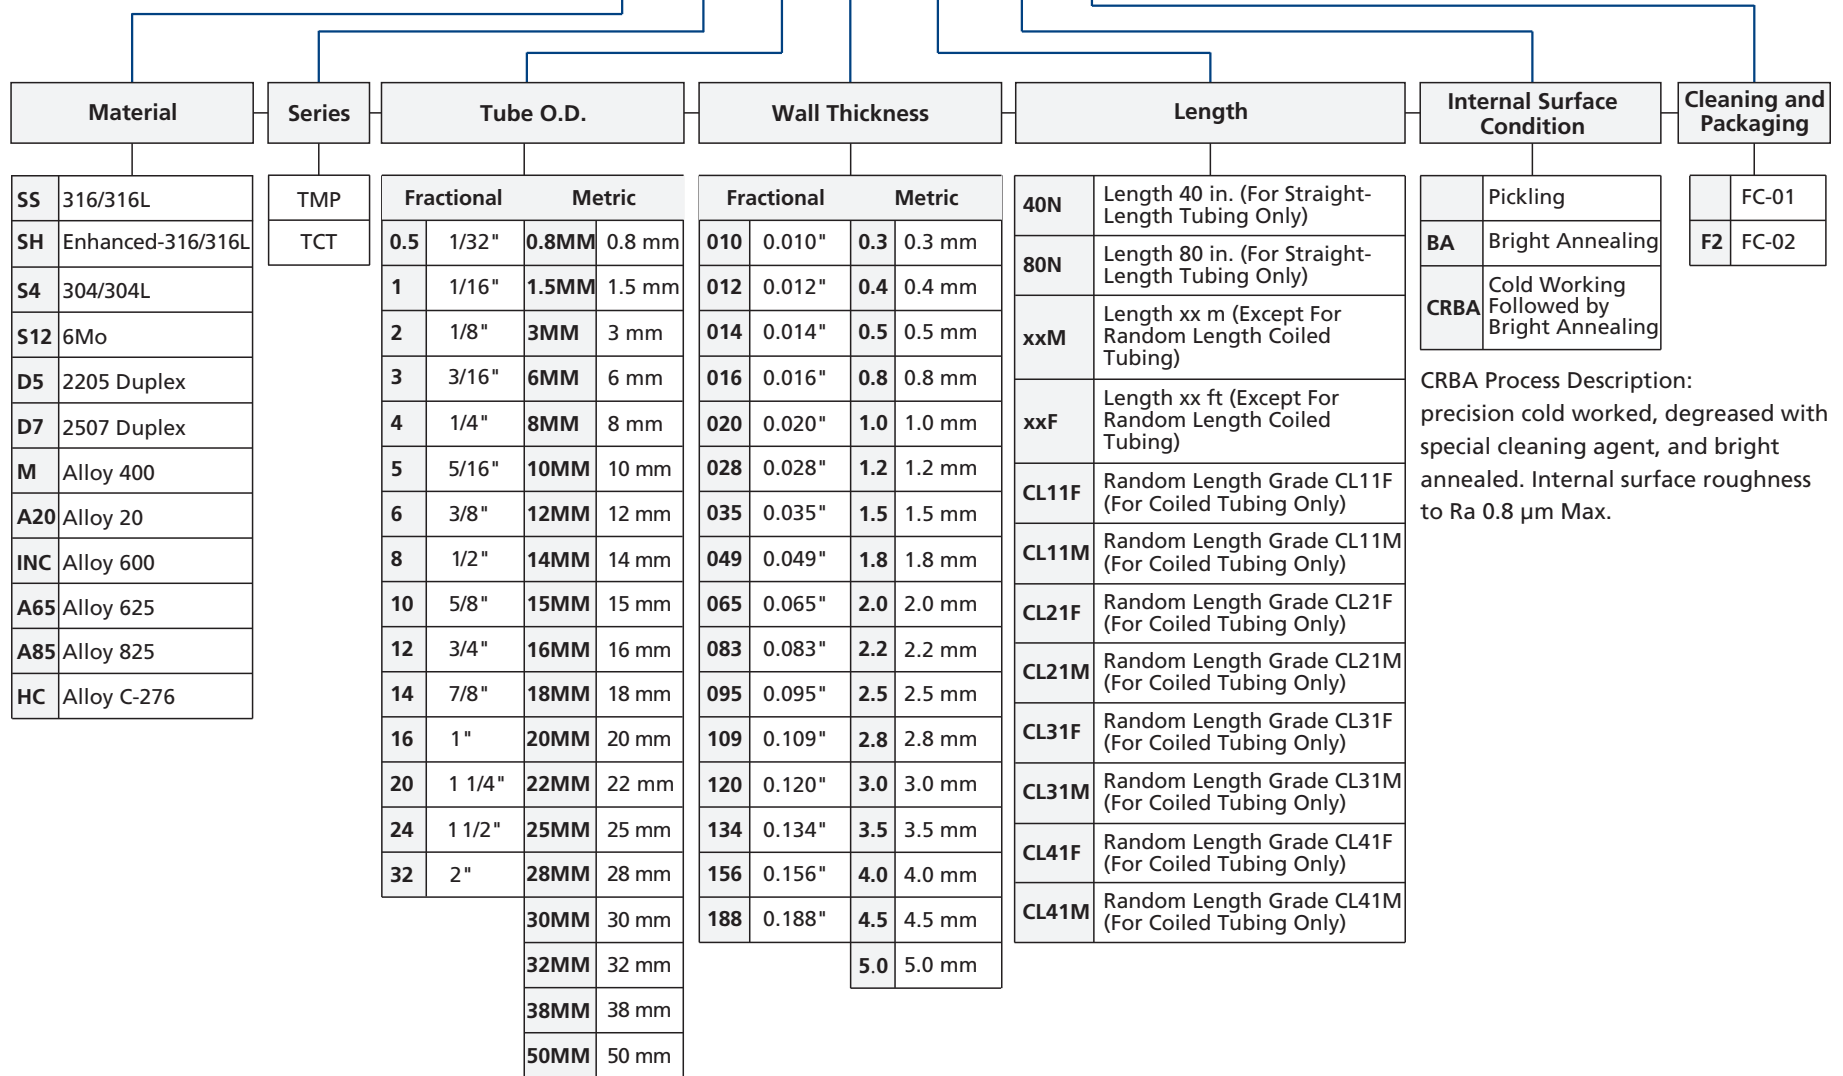 Material
Series
Tube O.D.
Wall Thickness
Length
Internal Surface
Condition
Cleaning and
Packaging
SS 316/316L
SH Enhanced-316/316L
S4 304/304L
S12 6Mo
D5 2205 Duplex
D7 2507 Duplex
M Alloy 400
A20 Alloy 20
INC Alloy 600
A65 Alloy 625
A85 Alloy 825
HC Alloy C-276
TMP
TCT
Fractional Metric
0.5 1/32" 0.8MM 0.8 mm
1 1/16" 1.5MM 1.5 mm
2 1/8" 3MM 3 mm
3 3/16" 6MM 6 mm
4 1/4" 8MM 8 mm
5 5/16" 10MM 10 mm
6 3/8" 12MM 12 mm
8 1/2" 14MM 14 mm
10 5/8" 15MM 15 mm
12 3/4" 16MM 16 mm
14 7/8" 18MM 18 mm
16 1" 20MM 20 mm
20 1 1/4" 22MM 22 mm
24 1 1/2" 25MM 25 mm
32 2" 28MM 28 mm
30MM 30 mm
32MM 32 mm
38MM 38 mm
50MM 50 mm
Fractional Metric
010 0.010" 0.3 0.3 mm
012 0.012" 0.4 0.4 mm
014 0.014" 0.5 0.5 mm
016 0.016" 0.8 0.8 mm
020 0.020" 1.0 1.0 mm
028 0.028" 1.2 1.2 mm
035 0.035" 1.5 1.5 mm
049 0.049" 1.8 1.8 mm
065 0.065" 2.0 2.0 mm
083 0.083" 2.2 2.2 mm
095 0.095" 2.5 2.5 mm
109 0.109" 2.8 2.8 mm
120 0.120" 3.0 3.0 mm
134 0.134" 3.5 3.5 mm
156 0.156" 4.0 4.0 mm
188 0.188" 4.5 4.5 mm
5.0 5.0 mm
40N Length 40 in. (For Straight-
Length Tubing Only)
80N Length 80 in. (For Straight-
Length Tubing Only)
xxM Length xx m (Except For
Random Length Coiled
Tubing)
xxF Length xx ft (Except For
Random Length Coiled
Tubing)
CL11F Random Length Grade CL11F
(For Coiled Tubing Only)
CL11M Random Length Grade CL11M
(For Coiled Tubing Only)
CL21F Random Length Grade CL21F
(For Coiled Tubing Only)
CL21M Random Length Grade CL21M
(For Coiled Tubing Only)
CL31F Random Length Grade CL31F
(For Coiled Tubing Only)
CL31M Random Length Grade CL31M
(For Coiled Tubing Only)
CL41F Random Length Grade CL41F
(For Coiled Tubing Only)
CL41M Random Length Grade CL41M
(For Coiled Tubing Only)
Pickling
BA Bright Annealing
CRBA Cold Working
Followed by
Bright Annealing
CRBA Process Description:
precision cold worked, degreased with
special cleaning agent, and bright
annealed. Internal surface roughness
to Ra 0.8 µm Max.
FC-01
F2 FC-02